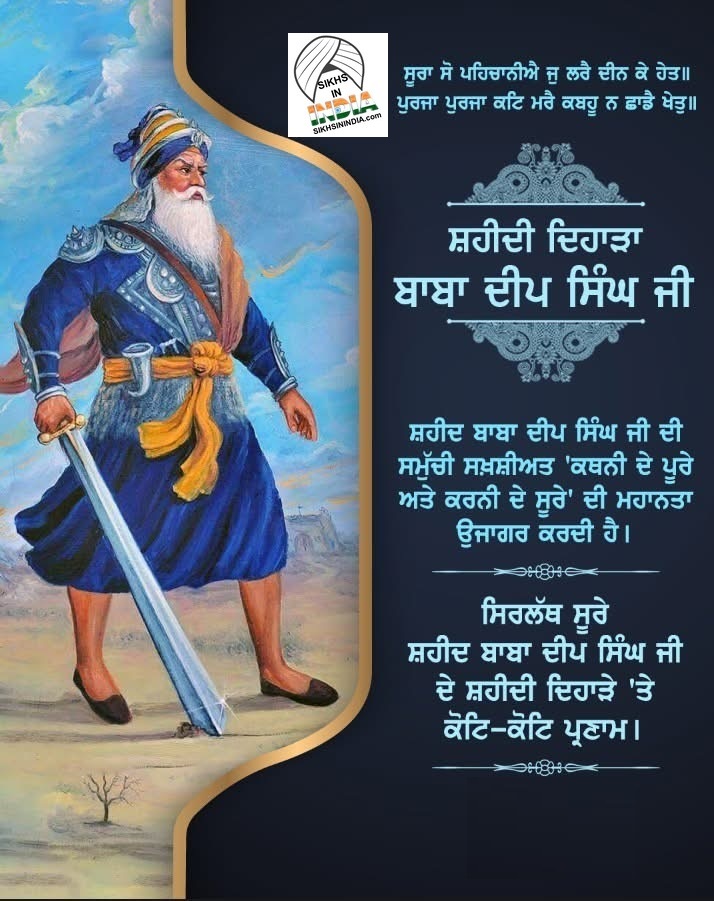 SIKHS
IN
INDIA
SIKHSININDIA.com
ਸੂਰਾ ਸੋ ਪਹਿਚਾਨੀਐ ਜੁ ਲਰੈ ਦੀਨ ਕੇ ਹੇਤ॥
ਪੁਰਜਾ ਪੁਰਜਾ ਕਟਿ ਮਰੈ ਕਬਹੂ ਨ ਛਾਡੈ ਖੇਤੁ॥
ਸ਼ਹੀਦੀ ਦਿਹਾੜਾ
ਬਾਬਾ ਦੀਪ ਸਿੰਘ ਜੀ
ਸ਼ਹੀਦ ਬਾਬਾ ਦੀਪ ਸਿੰਘ ਜੀ ਦੀ
ਸਮੁੱਚੀ ਸਖ਼ਸ਼ੀਅਤ 'ਕਥਨੀ ਦੇ ਪੂਰੇ
ਅਤੇ ਕਰਨੀ ਦੇ ਸੂਰੇ' ਦੀ ਮਹਾਨਤਾ
ਉਜਾਗਰ ਕਰਦੀ ਹੈ।
ਸਿਰਲੱਥ ਸੂਰੇ
ਸ਼ਹੀਦ ਬਾਬਾ ਦੀਪ ਸਿੰਘ ਜੀ
ਦੇ ਸ਼ਹੀਦੀ ਦਿਹਾੜੇ 'ਤੇ
ਕੋਟਿ-ਕੋਟਿ ਪ੍ਰਣਾਮ।